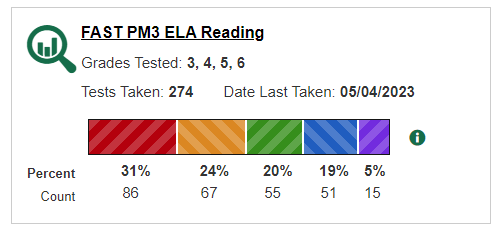 FAST PM3 ELA Reading
Grades Tested: 3, 4, 5, 6
Tests Taken: 274 Date Last Taken: 05/04/2023
i
Percent 31% 24% 20% 19% 5%
Count 86 67 55 51 15